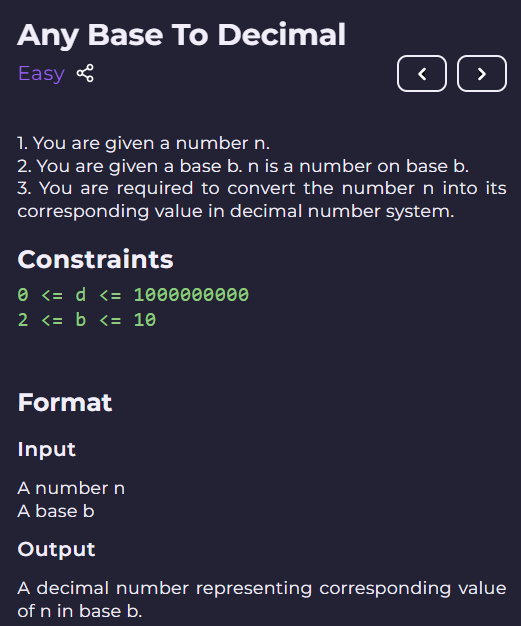 Any Base To Decimal
Easy
1. You are given a number n.
2. You are given a base b. n is a number on base b.
3. You are required to convert the number n into its
corresponding value in decimal number system.
Constraints
0 <= d <= 1000000000
2 <= b <= 10
Format
Input
A number n
A base b
Output
A decimal number representing corresponding value
of n in base b.